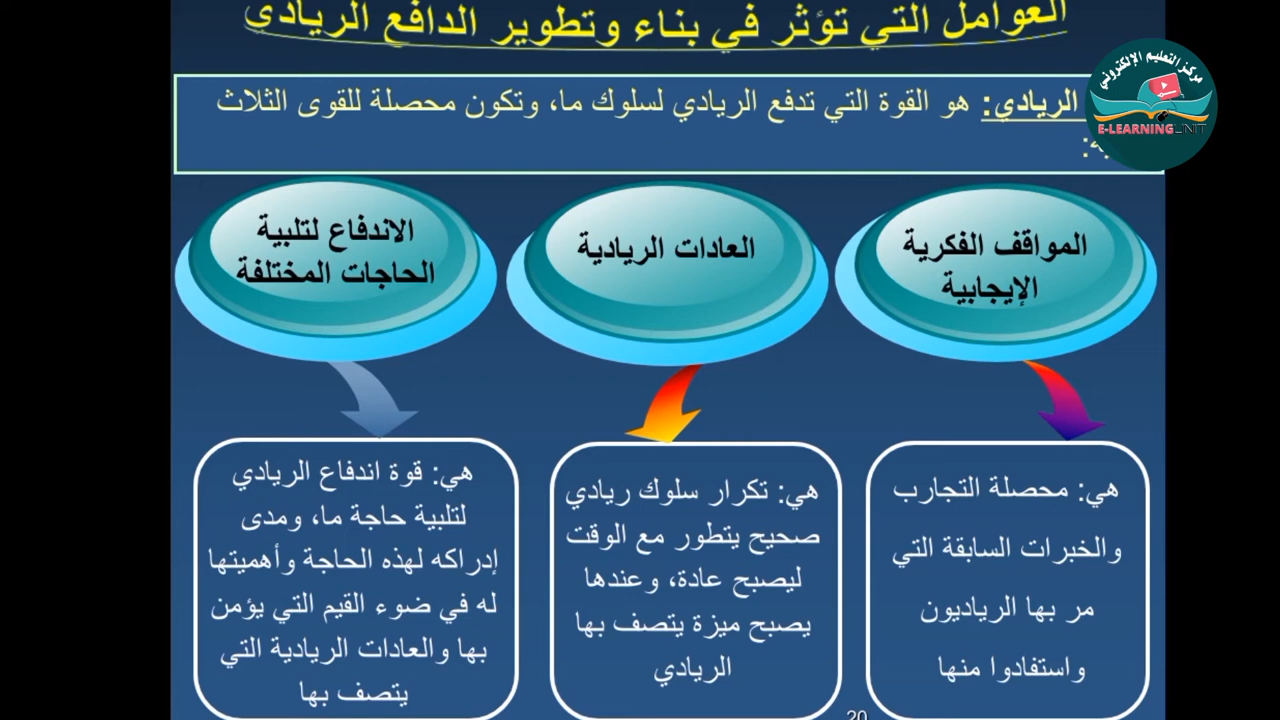 العوامل التي تؤثر في بناء وتطوير الدافع الريادي
الريادي: هو القوة التي تدفع الريادي لسلوك ما، وتكون محصلة للقوى الثلاث
مركز التعليم الإلكتروني
E-LEARNING UNIT
المواقف الفكرية
الإيجابية
العادات الريادية
الاندفاع لتلبية
الحاجات المختلفة
هي: محصلة التجارب
والخبرات السابقة التي
مر بها الرياديون
واستفادوا منها
هي: تكرار سلوك ريادي
صحيح يتطور مع الوقت
ليصبح عادة، وعندها
يصبح ميزة يتصف بها
الريادي
هي: قوة اندفاع الريادي
لتلبية حاجة ما، ومدى
إدراكه لهذه الحاجة وأهميتها
له في ضوء القيم التي يؤمن
بها والعادات الريادية التي
يتصف بها
20